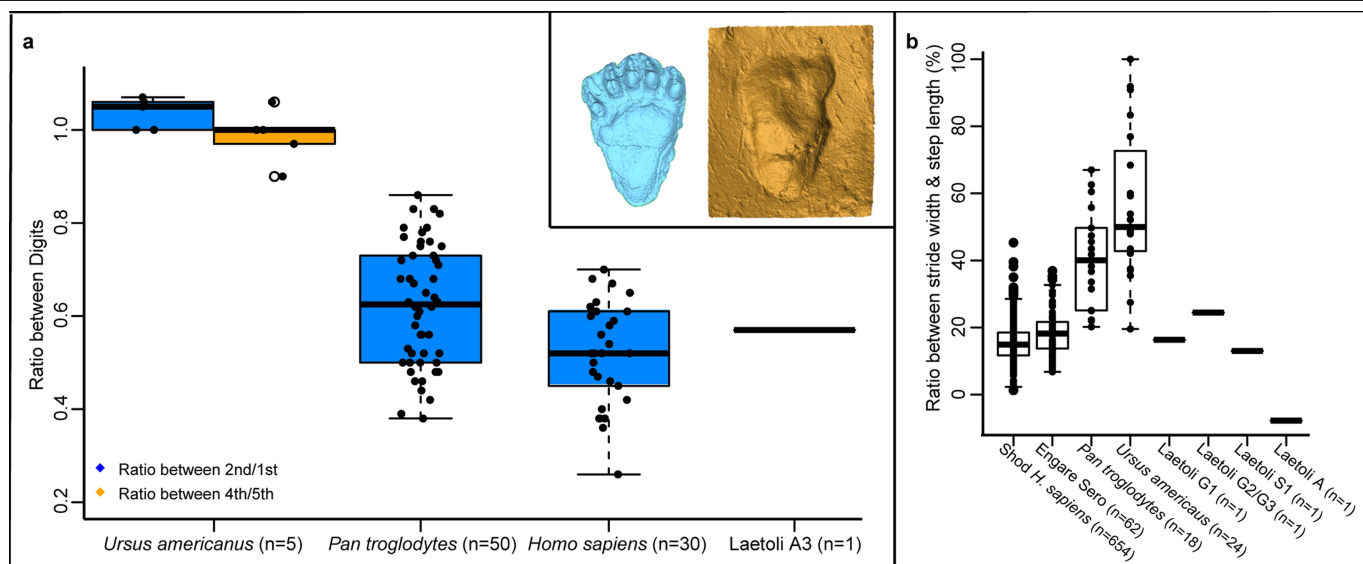 a
Ratio between Digits
1.0
0.8
0.6
0.4
0.2
Ratio between 2nd/1st
Ratio between 4th/5th
Ursus americanus (n=5)
Pan troglodytes (n=50)
Homo sapiens (n=30)
Laetoli A3 (n=1)
b
Ratio between stride width & step length (%)
100
80
60
40
20
0
Shod H. sapiens (n=654)
Engare Sero (n=62)
Pan troglodytes (n=18)
Ursus americaus (n=24)
Laetoli G1 (n=1)
Laetoli G2/G3 (n=1)
Laetoli S1 (n=1)
Laetoli A (n=1)